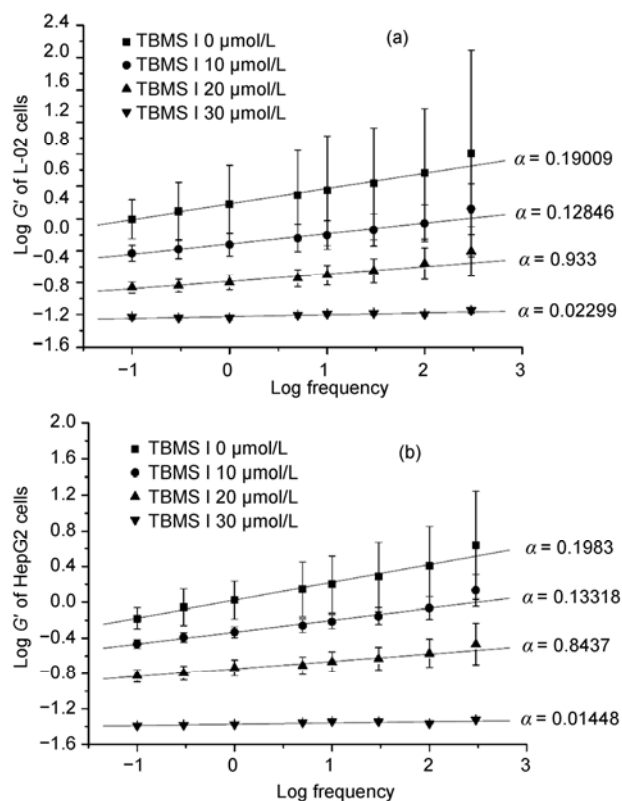 (a)
TBMS I 0 μmol/L
TBMS I 10 μmol/L
TBMS I 20 μmol/L
TBMS I 30 μmol/L
Log G′ of L-02 cells
2.4
2.0
1.6
1.2
0.8
0.4
0.0
−0.4
−0.8
−1.2
−1.6
α = 0.19009
α = 0.12846
α = 0.933
α = 0.02299
−1 0 1 2 3
Log frequency
(b)
TBMS I 0 μmol/L
TBMS I 10 μmol/L
TBMS I 20 μmol/L
TBMS I 30 μmol/L
Log G′ of HepG2 cells
2.0
1.6
1.2
0.8
0.4
0.0
−0.4
−0.8
−1.2
−1.6
α = 0.1983
α = 0.13318
α = 0.8437
α = 0.01448
−1 0 1 2 3
Log frequency